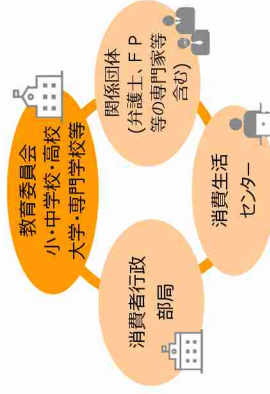 教育委員会
小・中学校・高校
大学・専門学校等
関係団体
(弁護士、ＦＰ
等の専門家等
含む)
消費者行政
部局
消費生活
センター